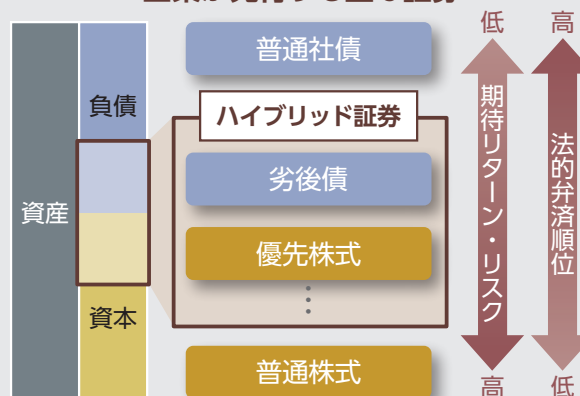 低
高
普通社債
負債
ハイブリッド証券
劣後債
資産
優先株式
資本
普通株式
期待リターン・リスク
法的弁済順位
高
低